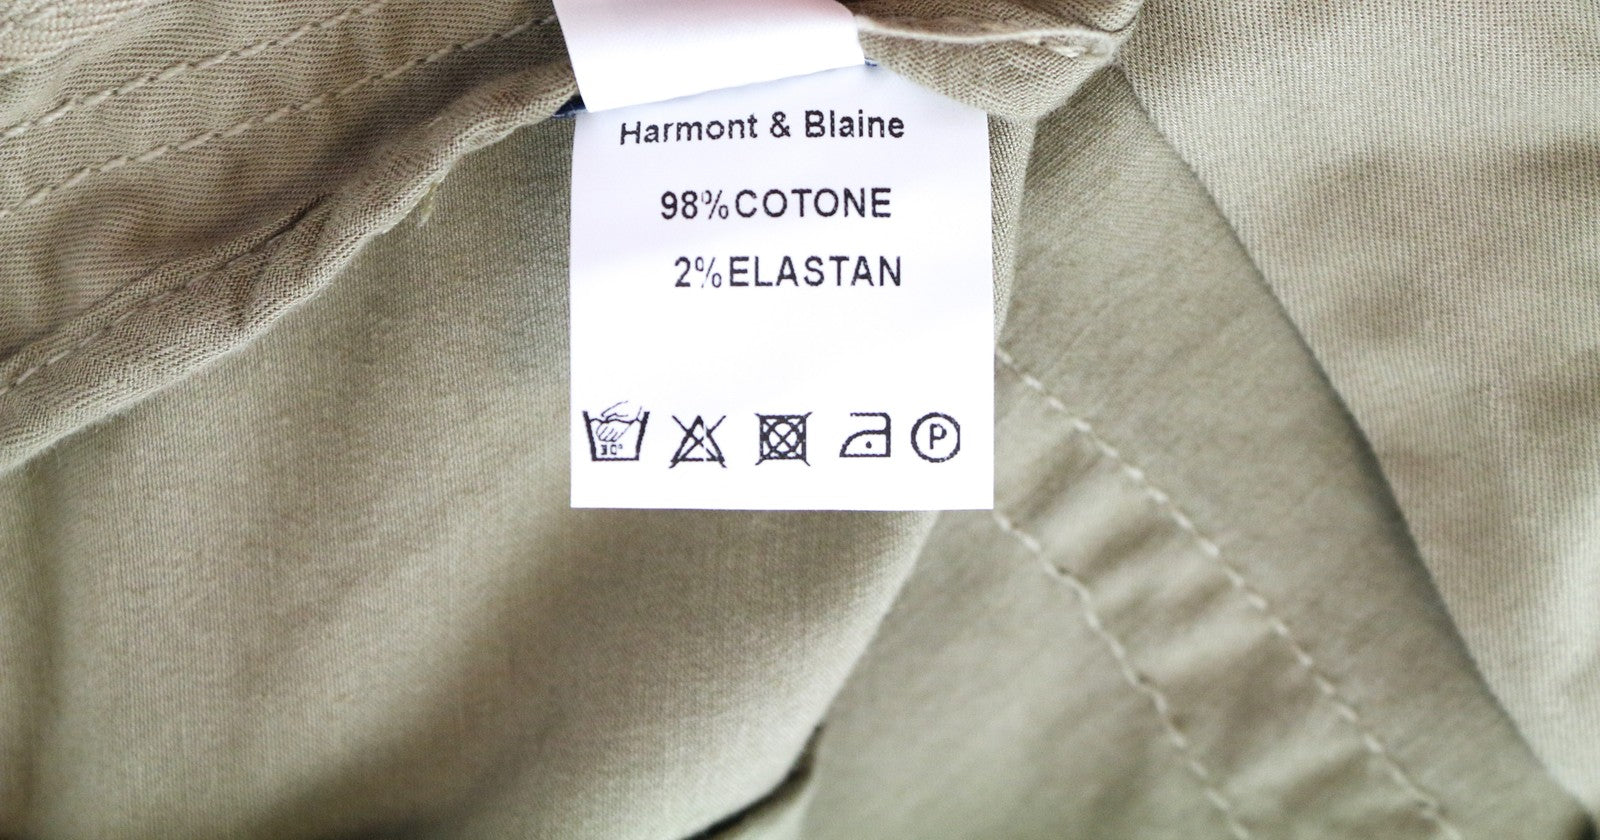 Harmont & Blaine
98%COTONE
2%ELASTAN
30°
P